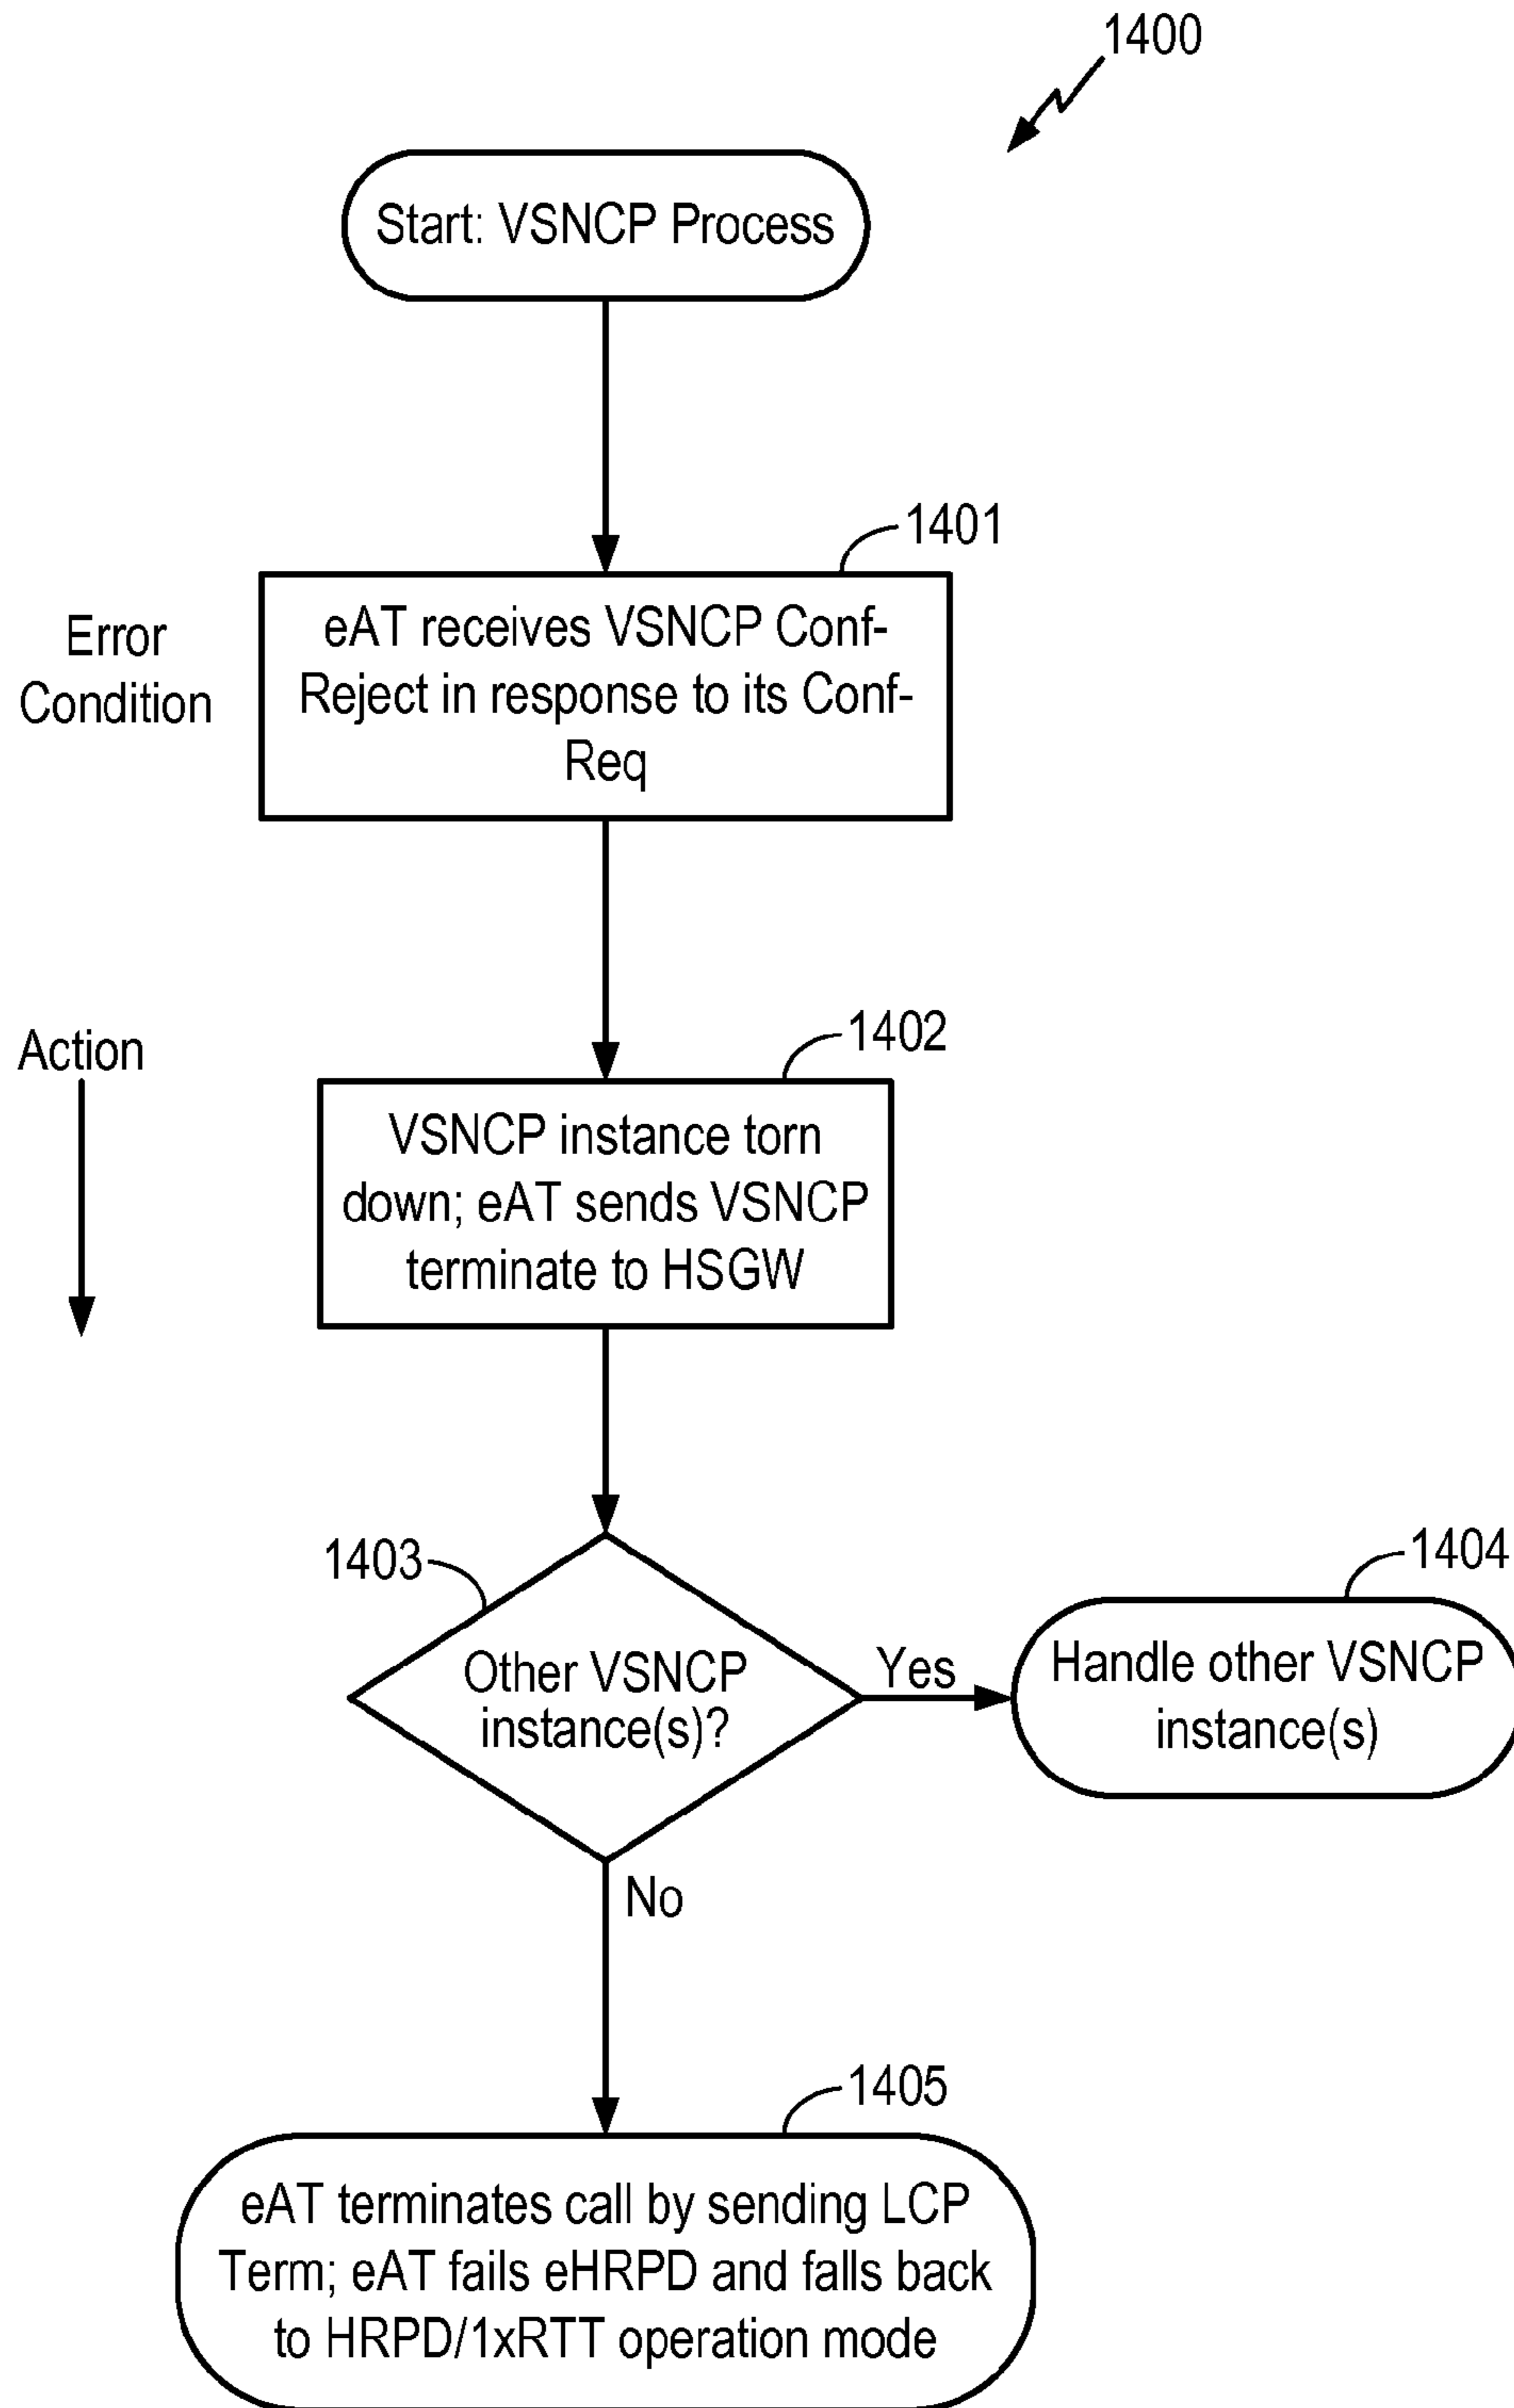 1400
Start: VSNCP Process
1401
Error
Condition
eAT receives VSNCP Conf-
Reject in response to its Conf-
Req
1402
Action
VSNCP instance torn
down; eAT sends VSNCP
terminate to HSGW
1403
Other VSNCP
instance(s)?
Yes
1404
Handle other VSNCP
instance(s)
No
1405
eAT terminates call by sending LCP
Term; eAT fails eHRPD and falls back
to HRPD/1xRTT operation mode